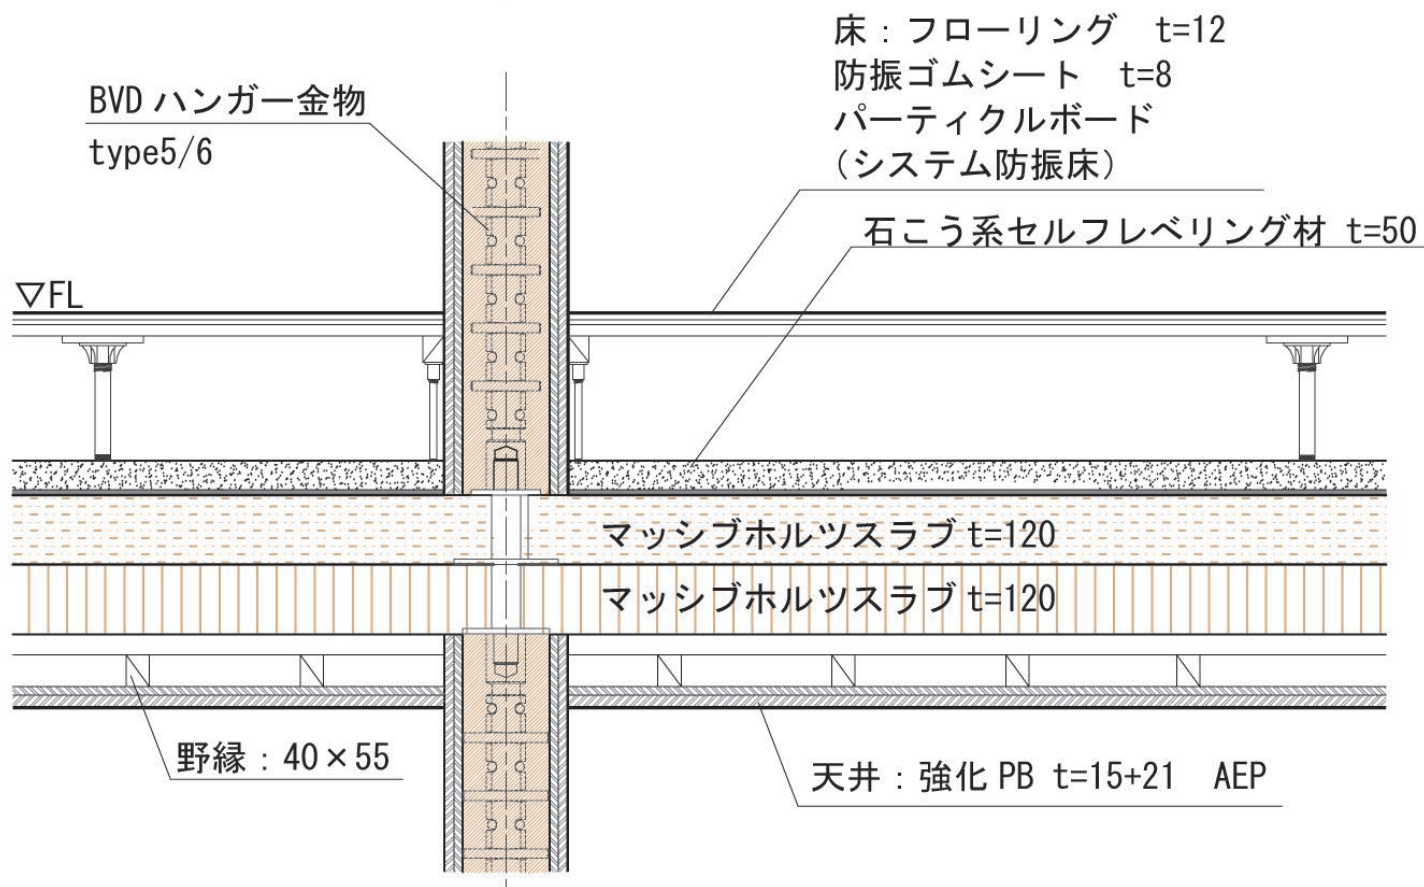 床：フローリング　t=12
防振ゴムシート　t=8
パーティクルボード
（システム防振床）
BVD ハンガー金物
type5/6
石こう系セルフレベリング材 t=50
▽FL
マッシブホルツスラブ t=120
マッシブホルツスラブ t=120
野縁：40×55
天井：強化 PB t=15+21　AEP